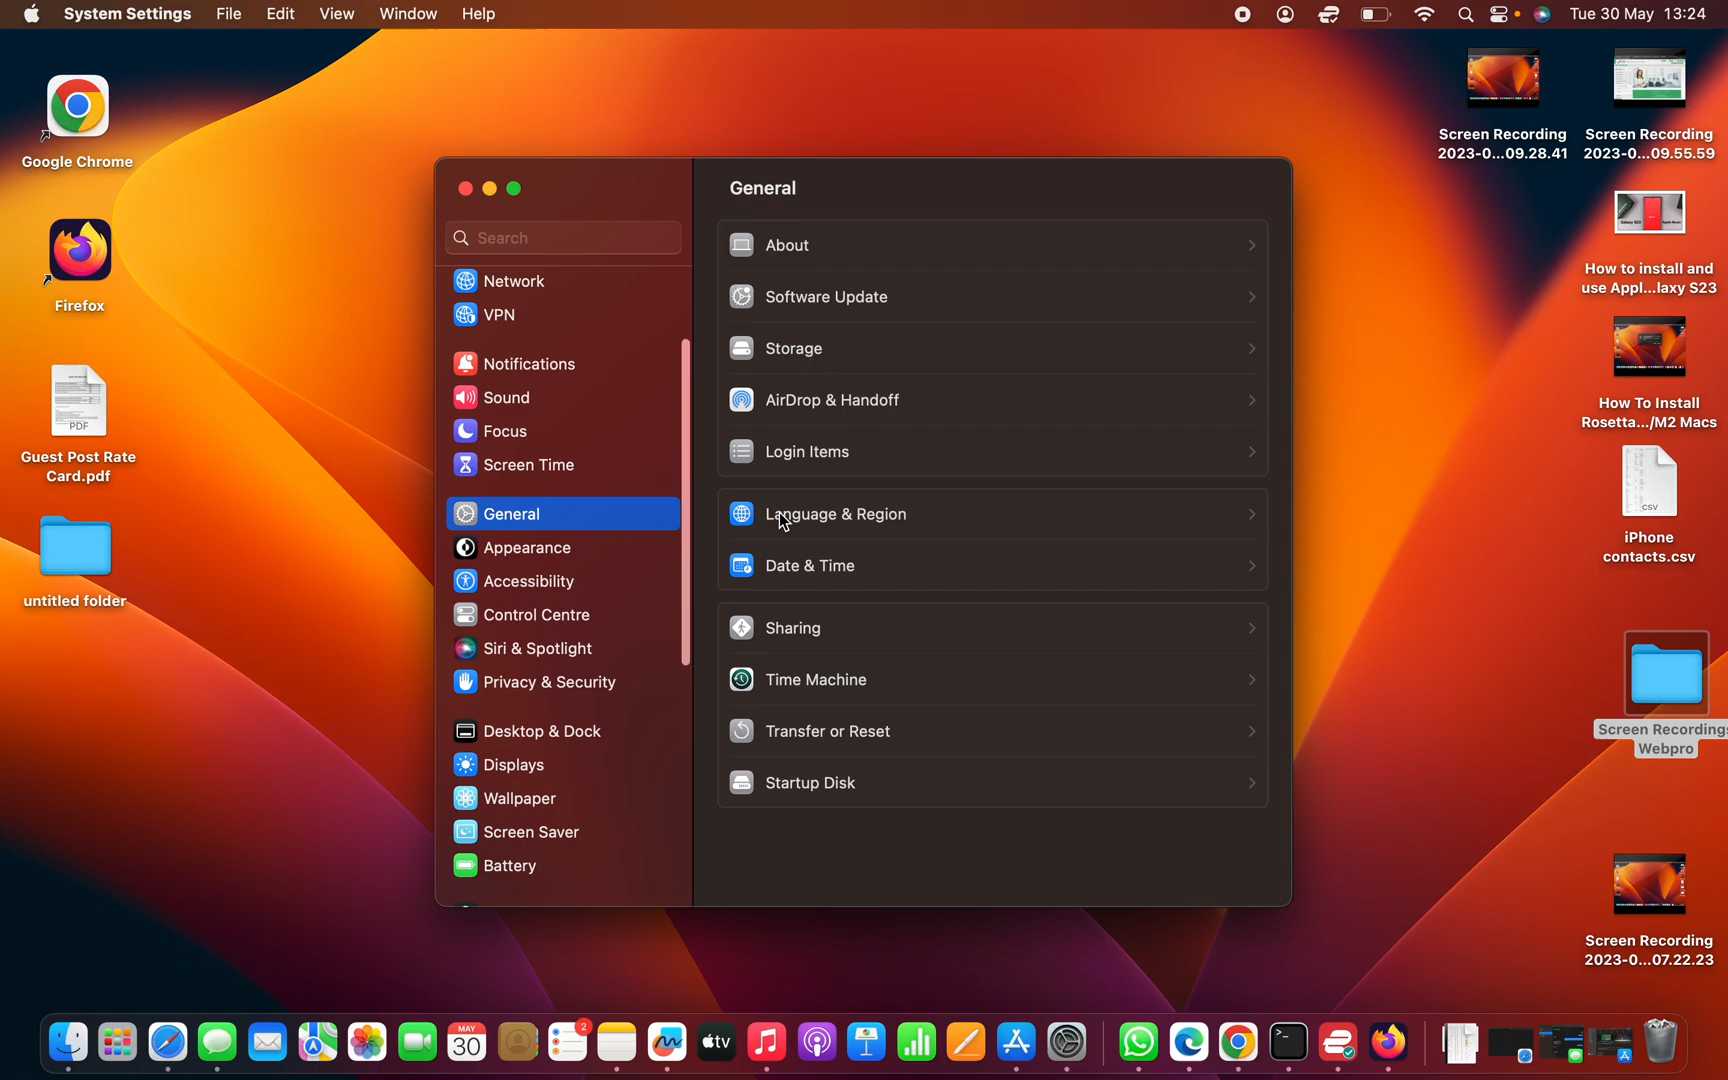 System Settings File Edit View Window Help Tue 30 May 13:24
Google Chrome
Firefox
PDF
Guest Post Rate
Card.pdf
untitled folder
Search
Network
VPN
Notifications
Sound
Focus
Screen Time
General
Appearance
Accessibility
Control Centre
Siri & Spotlight
Privacy & Security
Desktop & Dock
Displays
Wallpaper
Screen Saver
Battery
General
About
Software Update
Storage
AirDrop & Handoff
Login Items
Language & Region
Date & Time
Sharing
Time Machine
Transfer or Reset
Startup Disk
Screen Recording
2023-0...09.28.41
Screen Recording
2023-0...09.55.59
How to install and
use Appl...laxy S23
How To Install
Rosetta.../M2 Macs
csv
iPhone
contacts.csv
Screen Recordings
Webpro
Screen Recording
2023-0...07.22.23
MAY
30
2
tv